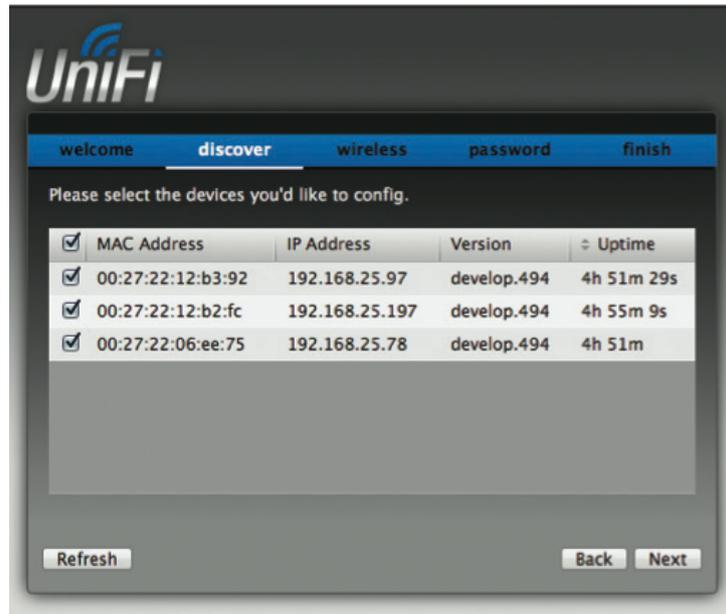 UniFi
welcome discover wireless password finish
Please select the devices you'd like to config.
MAC Address IP Address Version Uptime
00:27:22:12:b3:92 192.168.25.97 develop.494 4h 51m 29s
00:27:22:12:b2:fc 192.168.25.197 develop.494 4h 55m 9s
00:27:22:06:ee:75 192.168.25.78 develop.494 4h 51m
Refresh Back Next